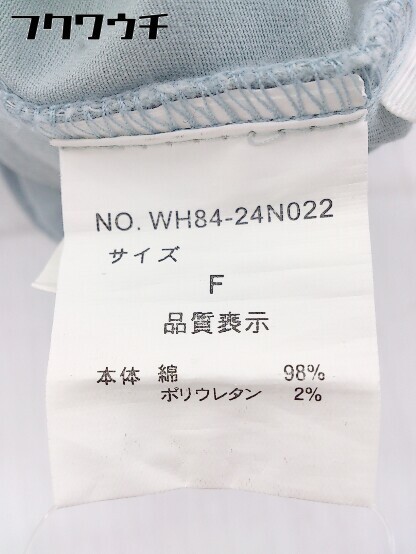 フクワウチ
NO. WH84-24N022
サイズ
F
品質表示
本体 綿 98%
ポリウレタン 2%